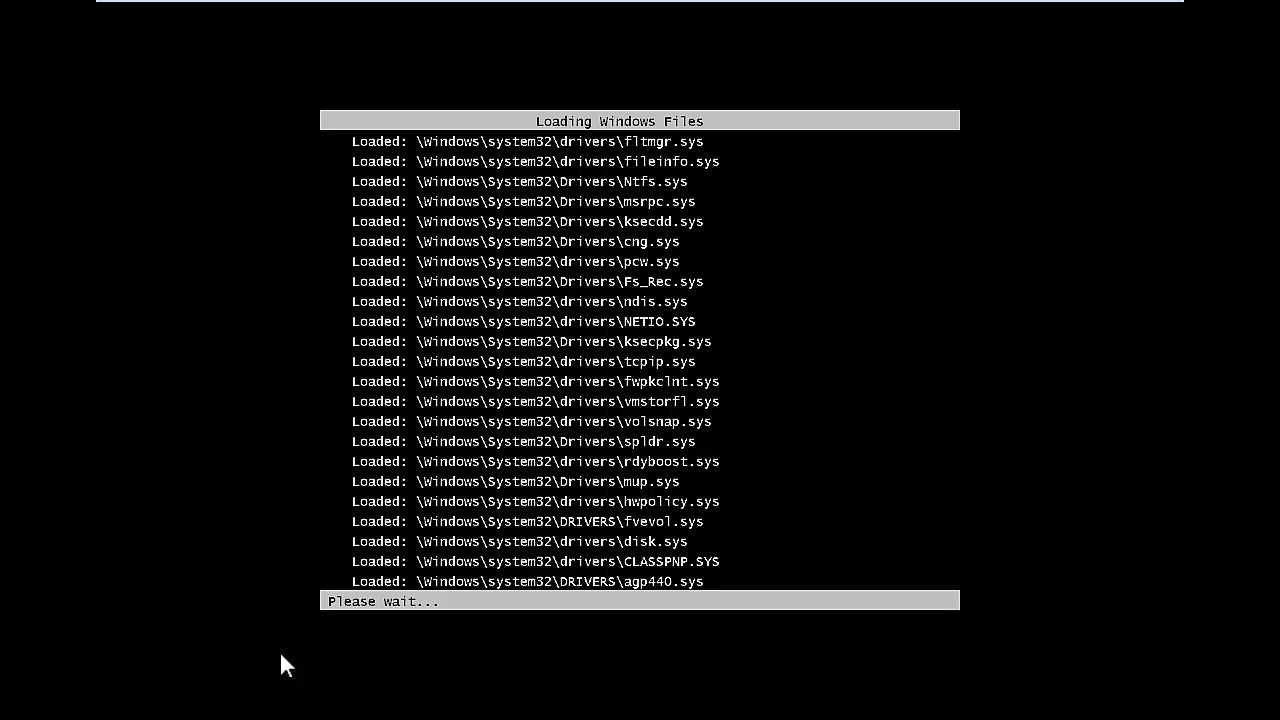 Loading Windows Files
Loaded: \Windows\system32\drivers\fltmgr.sys
Loaded: \Windows\system32\drivers\fileinfo.sys
Loaded: \Windows\System32\Drivers\Ntfs.sys
Loaded: \Windows\System32\Drivers\msrpc.sys
Loaded: \Windows\System32\Drivers\ksecdd.sys
Loaded: \Windows\System32\Drivers\cng.sys
Loaded: \Windows\System32\drivers\pcw.sys
Loaded: \Windows\System32\Drivers\Fs_Rec.sys
Loaded: \Windows\system32\drivers\ndis.sys
Loaded: \Windows\system32\drivers\NETIO.SYS
Loaded: \Windows\System32\Drivers\ksecpkg.sys
Loaded: \Windows\System32\drivers\tcpip.sys
Loaded: \Windows\System32\drivers\fwpkclnt.sys
Loaded: \Windows\system32\drivers\vmstorfl.sys
Loaded: \Windows\system32\drivers\volsnap.sys
Loaded: \Windows\System32\Drivers\spldr.sys
Loaded: \Windows\System32\drivers\rdyboost.sys
Loaded: \Windows\System32\Drivers\mup.sys
Loaded: \Windows\System32\drivers\hwpolicy.sys
Loaded: \Windows\System32\DRIVERS\fvevol.sys
Loaded: \Windows\system32\drivers\disk.sys
Loaded: \Windows\system32\drivers\CLASSPNP.SYS
Loaded: \Windows\system32\DRIVERS\agp440.sys
Please wait...